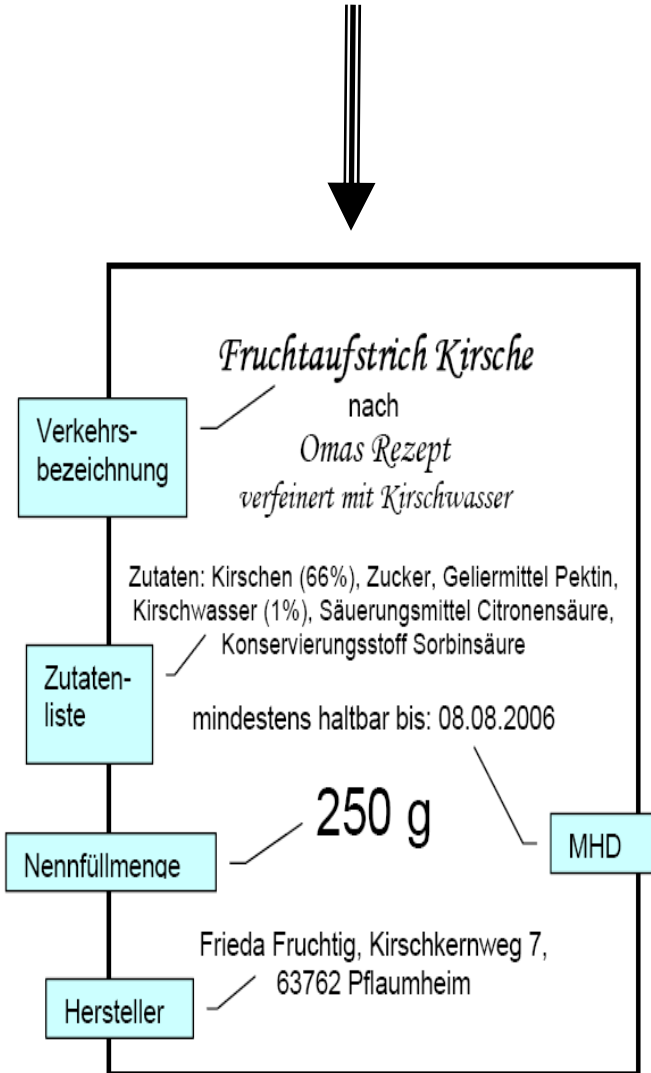 Fruchtaufstrich Kirsche
nach
Omas Rezept
verfeinert mit Kirschwasser
Verkehrs-
bezeichnung
Zutaten: Kirschen (66%), Zucker, Geliermittel Pektin,
Kirschwasser (1%), Säuerungsmittel Citronensäure,
Konservierungsstoff Sorbinsäure
Zutaten-
liste
mindestens haltbar bis: 08.08.2006
250 g
MHD
Nennfüllmenge
Frieda Fruchtig, Kirschkernweg 7,
63762 Pflaumheim
Hersteller